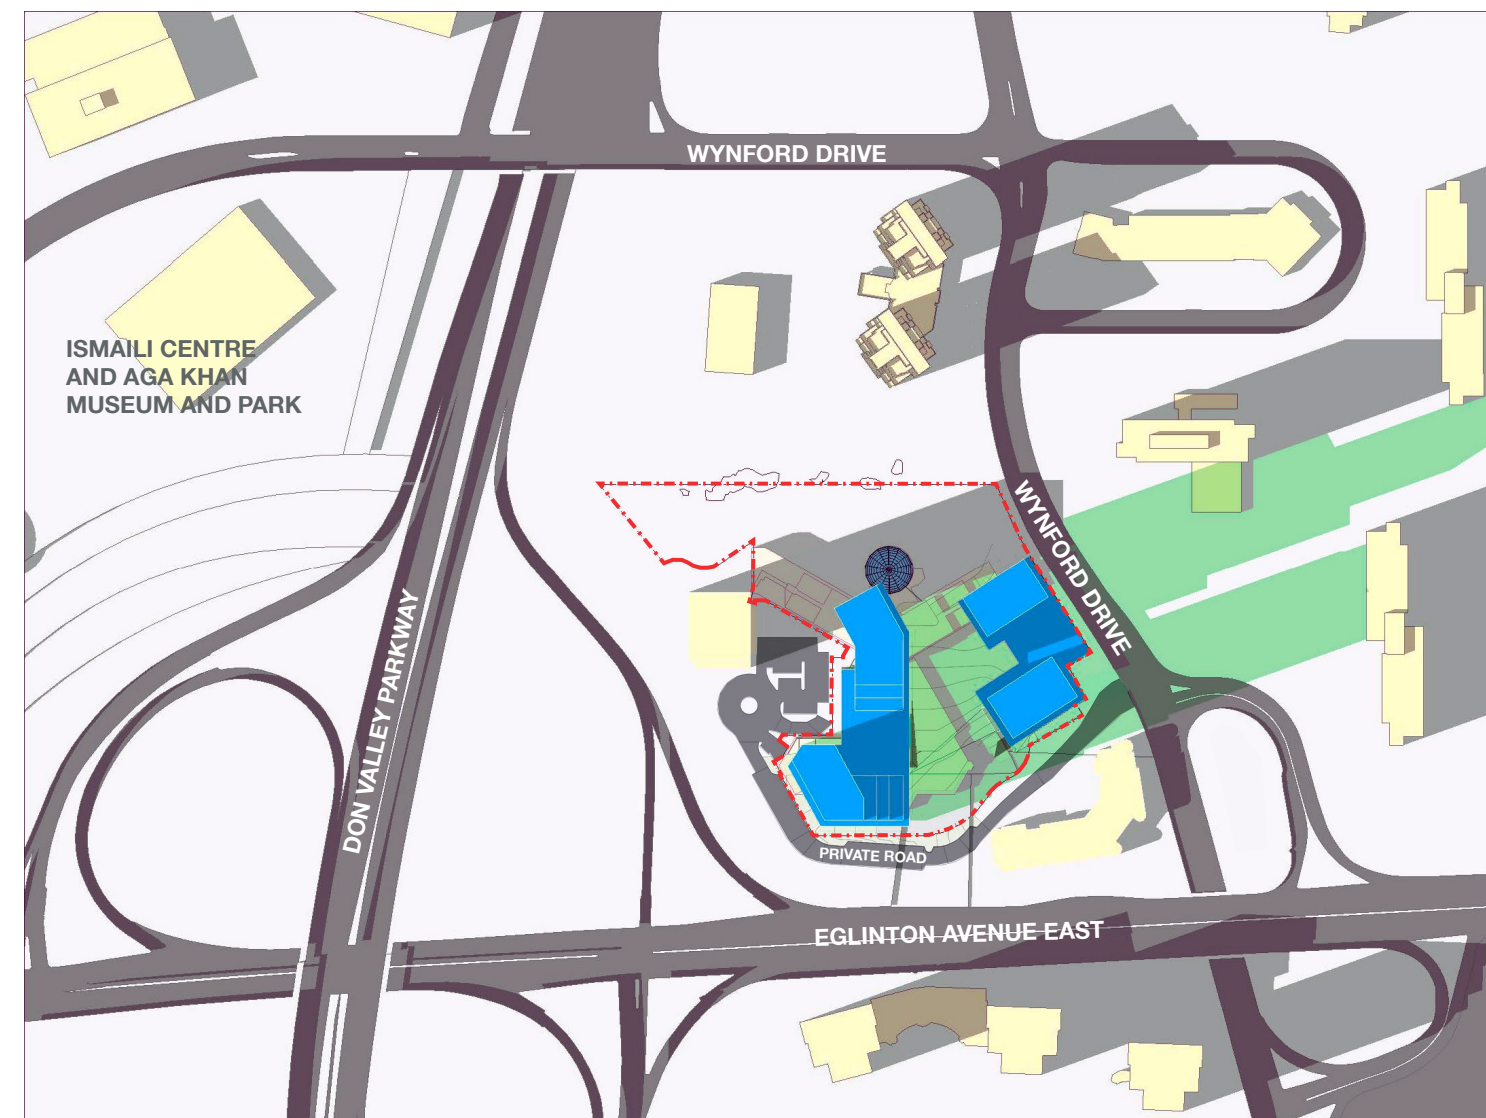 WYNFORD DRIVE
ISMAILI CENTRE
AND AGA KHAN
MUSEUM AND PARK
WYNFORD DRIVE
DON VALLEY PARKWAY
PRIVATE ROAD
EGLINTON AVENUE EAST